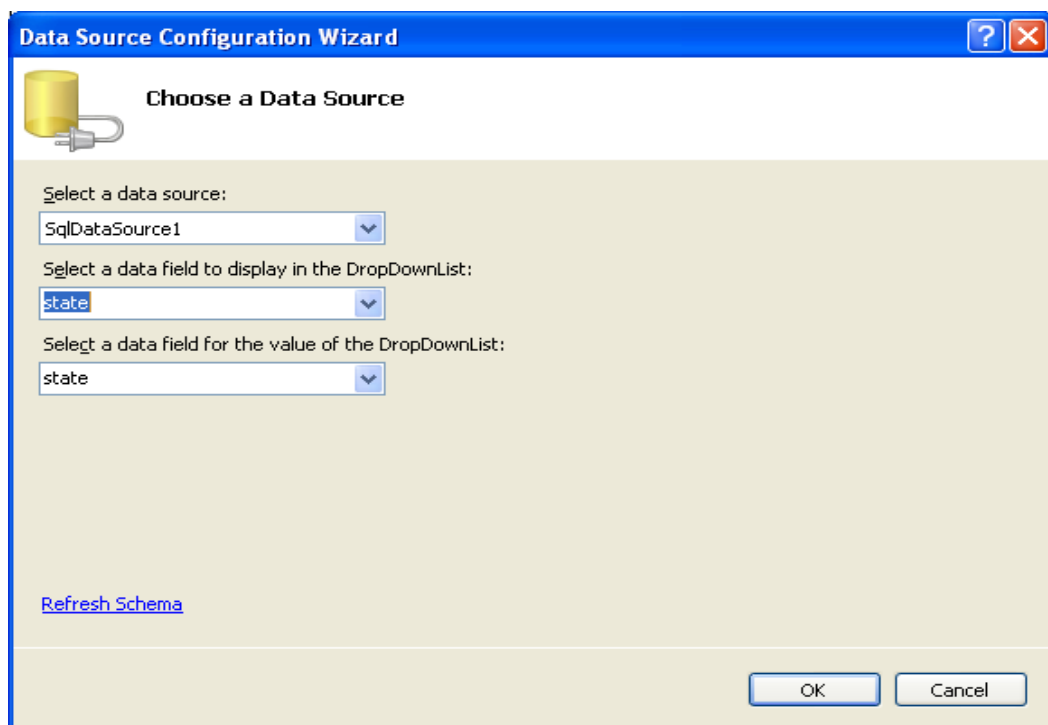 Data Source Configuration Wizard
Choose a Data Source
Select a data source:
SqlDataSource1
Select a data field to display in the DropDownList:
state
Select a data field for the value of the DropDownList:
state
Refresh Schema
OK
Cancel